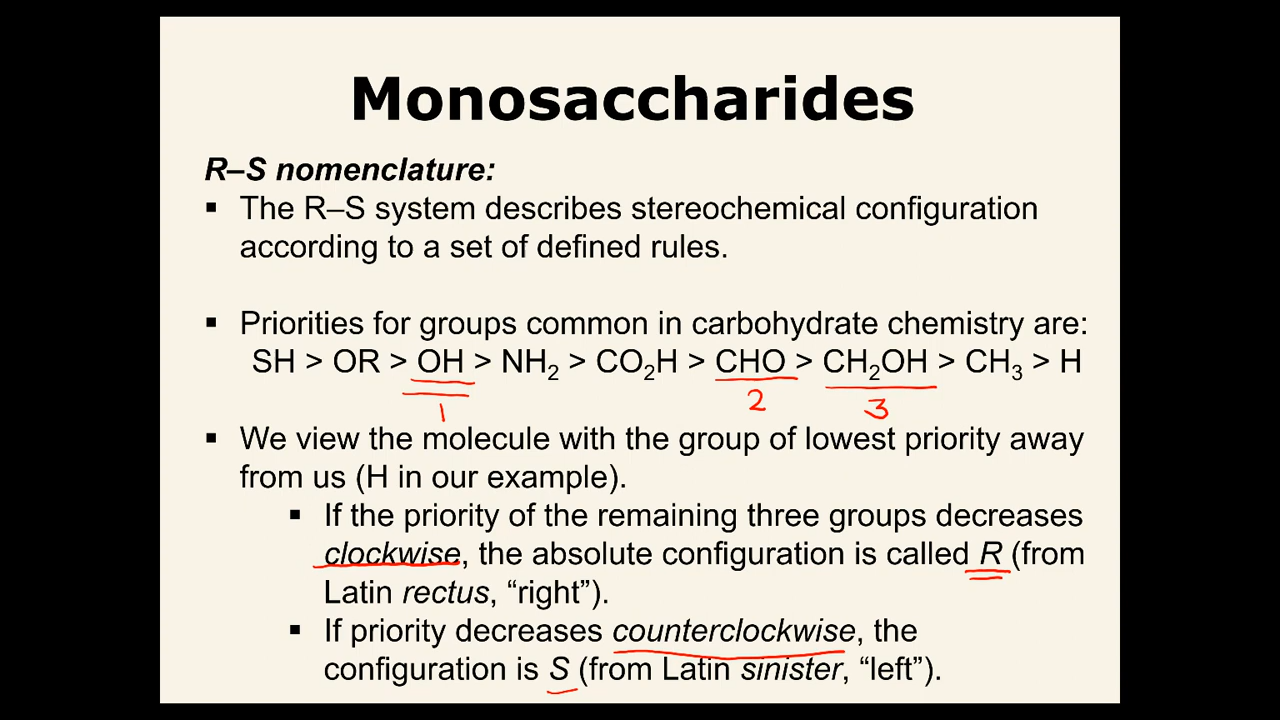 Monosaccharides
R–S nomenclature:
▪ The R–S system describes stereochemical configuration
according to a set of defined rules.
▪ Priorities for groups common in carbohydrate chemistry are:
SH > OR > OH > NH₂ > CO₂H > CHO > CH₂OH > CH₃ > H
1 2 3
▪ We view the molecule with the group of lowest priority away
from us (H in our example).
▪ If the priority of the remaining three groups decreases
clockwise, the absolute configuration is called R (from
Latin rectus, “right”).
▪ If priority decreases counterclockwise, the
configuration is S (from Latin sinister, “left”).